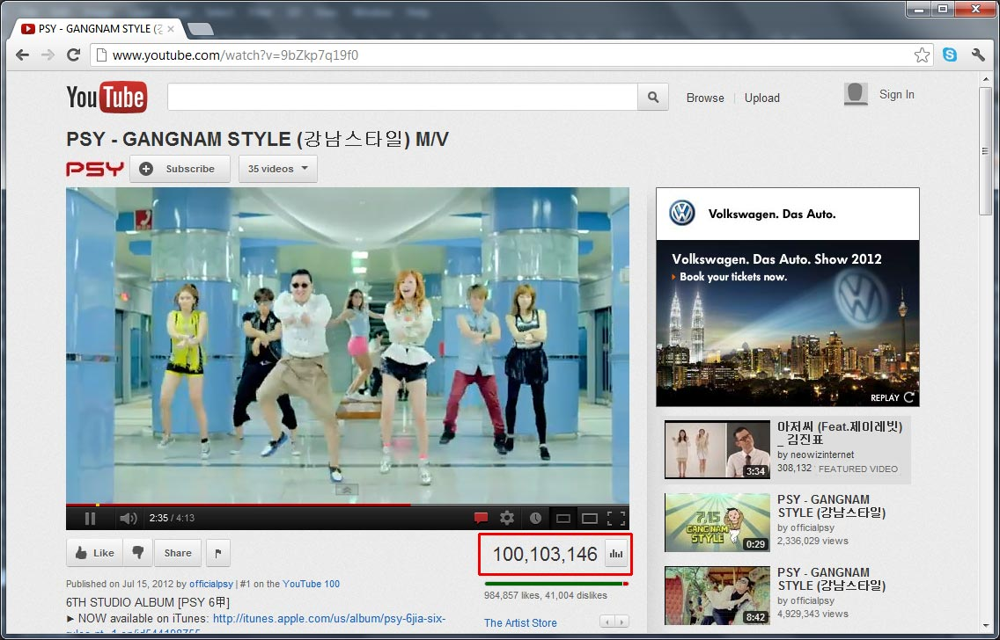 PSY - GANGNAM STYLE (강
www.youtube.com/watch?v=9bZkp7q19f0
YouTube
Browse
Upload
Sign In
PSY - GANGNAM STYLE (강남스타일) M/V
PSY
Subscribe
35 videos
Volkswagen. Das Auto.
Volkswagen. Das Auto. Show 2012
Book your tickets now.
REPLAY
2:35 / 4:13
Like
Share
100,103,146
984,857 likes, 41,004 dislikes
Published on Jul 15, 2012 by officialpsy | #1 on the YouTube 100
6TH STUDIO ALBUM [PSY 6甲]
► NOW available on iTunes: http://itunes.apple.com/us/album/psy-6jia-six-
The Artist Store
아저씨 (Feat.제이레빗)
_ 김진표
by neowizinternet
308,132 FEATURED VIDEO
3:34
PSY - GANGNAM
STYLE (강남스타일)
by officialpsy
2,336,029 views
7.15
GANGNAM
STYLE
0:29
PSY - GANGNAM
STYLE (강남스타일)
by officialpsy
4,929,343 views
8:42